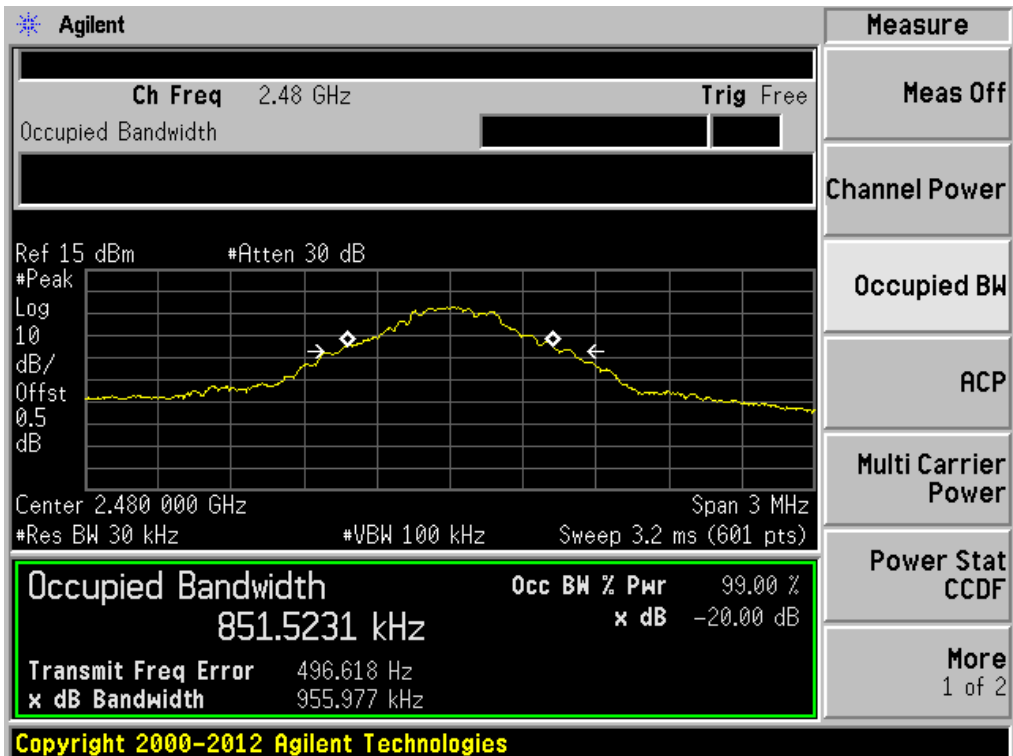 Agilent
Measure
Ch Freq 2.48 GHz Trig Free
Occupied Bandwidth
Meas Off
Channel Power
Occupied BW
ACP
Multi Carrier
Power
Power Stat
CCDF
More
1 of 2
Ref 15 dBm #Atten 30 dB
#Peak
Log
10
dB/
Offst
0.5
dB
Center 2.480 000 GHz Span 3 MHz
#Res BW 30 kHz #VBW 100 kHz Sweep 3.2 ms (601 pts)
Occupied Bandwidth Occ BW % Pwr 99.00 %
851.5231 kHz x dB -20.00 dB
Transmit Freq Error 496.618 Hz
x dB Bandwidth 955.977 kHz
Copyright 2000-2012 Agilent Technologies